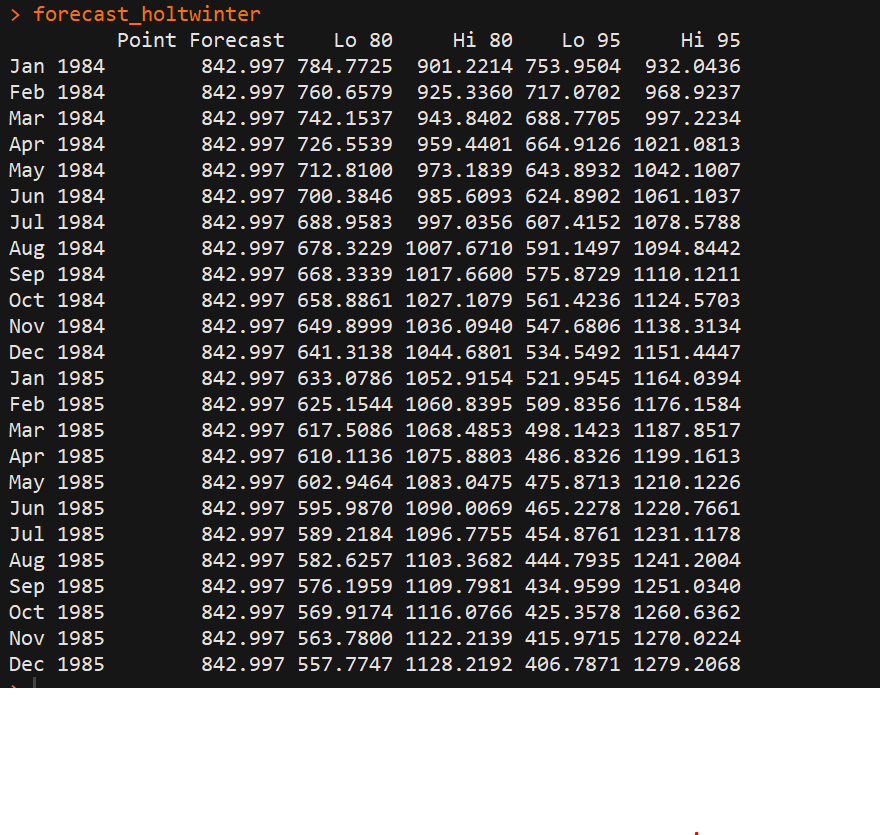 > forecast_holtwinter
Point Forecast Lo 80 Hi 80 Lo 95 Hi 95
Jan 1984 842.997 784.7725 901.2214 753.9504 932.0436
Feb 1984 842.997 760.6579 925.3360 717.0702 968.9237
Mar 1984 842.997 742.1537 943.8402 688.7705 997.2234
Apr 1984 842.997 726.5539 959.4401 664.9126 1021.0813
May 1984 842.997 712.8100 973.1839 643.8932 1042.1007
Jun 1984 842.997 700.3846 985.6093 624.8902 1061.1037
Jul 1984 842.997 688.9583 997.0356 607.4152 1078.5788
Aug 1984 842.997 678.3229 1007.6710 591.1497 1094.8442
Sep 1984 842.997 668.3339 1017.6600 575.8729 1110.1211
Oct 1984 842.997 658.8861 1027.1079 561.4236 1124.5703
Nov 1984 842.997 649.8999 1036.0940 547.6806 1138.3134
Dec 1984 842.997 641.3138 1044.6801 534.5492 1151.4447
Jan 1985 842.997 633.0786 1052.9154 521.9545 1164.0394
Feb 1985 842.997 625.1544 1060.8395 509.8356 1176.1584
Mar 1985 842.997 617.5086 1068.4853 498.1423 1187.8517
Apr 1985 842.997 610.1136 1075.8803 486.8326 1199.1613
May 1985 842.997 602.9464 1083.0475 475.8713 1210.1226
Jun 1985 842.997 595.9870 1090.0069 465.2278 1220.7661
Jul 1985 842.997 589.2184 1096.7755 454.8761 1231.1178
Aug 1985 842.997 582.6257 1103.3682 444.7935 1241.2004
Sep 1985 842.997 576.1959 1109.7981 434.9599 1251.0340
Oct 1985 842.997 569.9174 1116.0766 425.3578 1260.6362
Nov 1985 842.997 563.7800 1122.2139 415.9715 1270.0224
Dec 1985 842.997 557.7747 1128.2192 406.7871 1279.2068